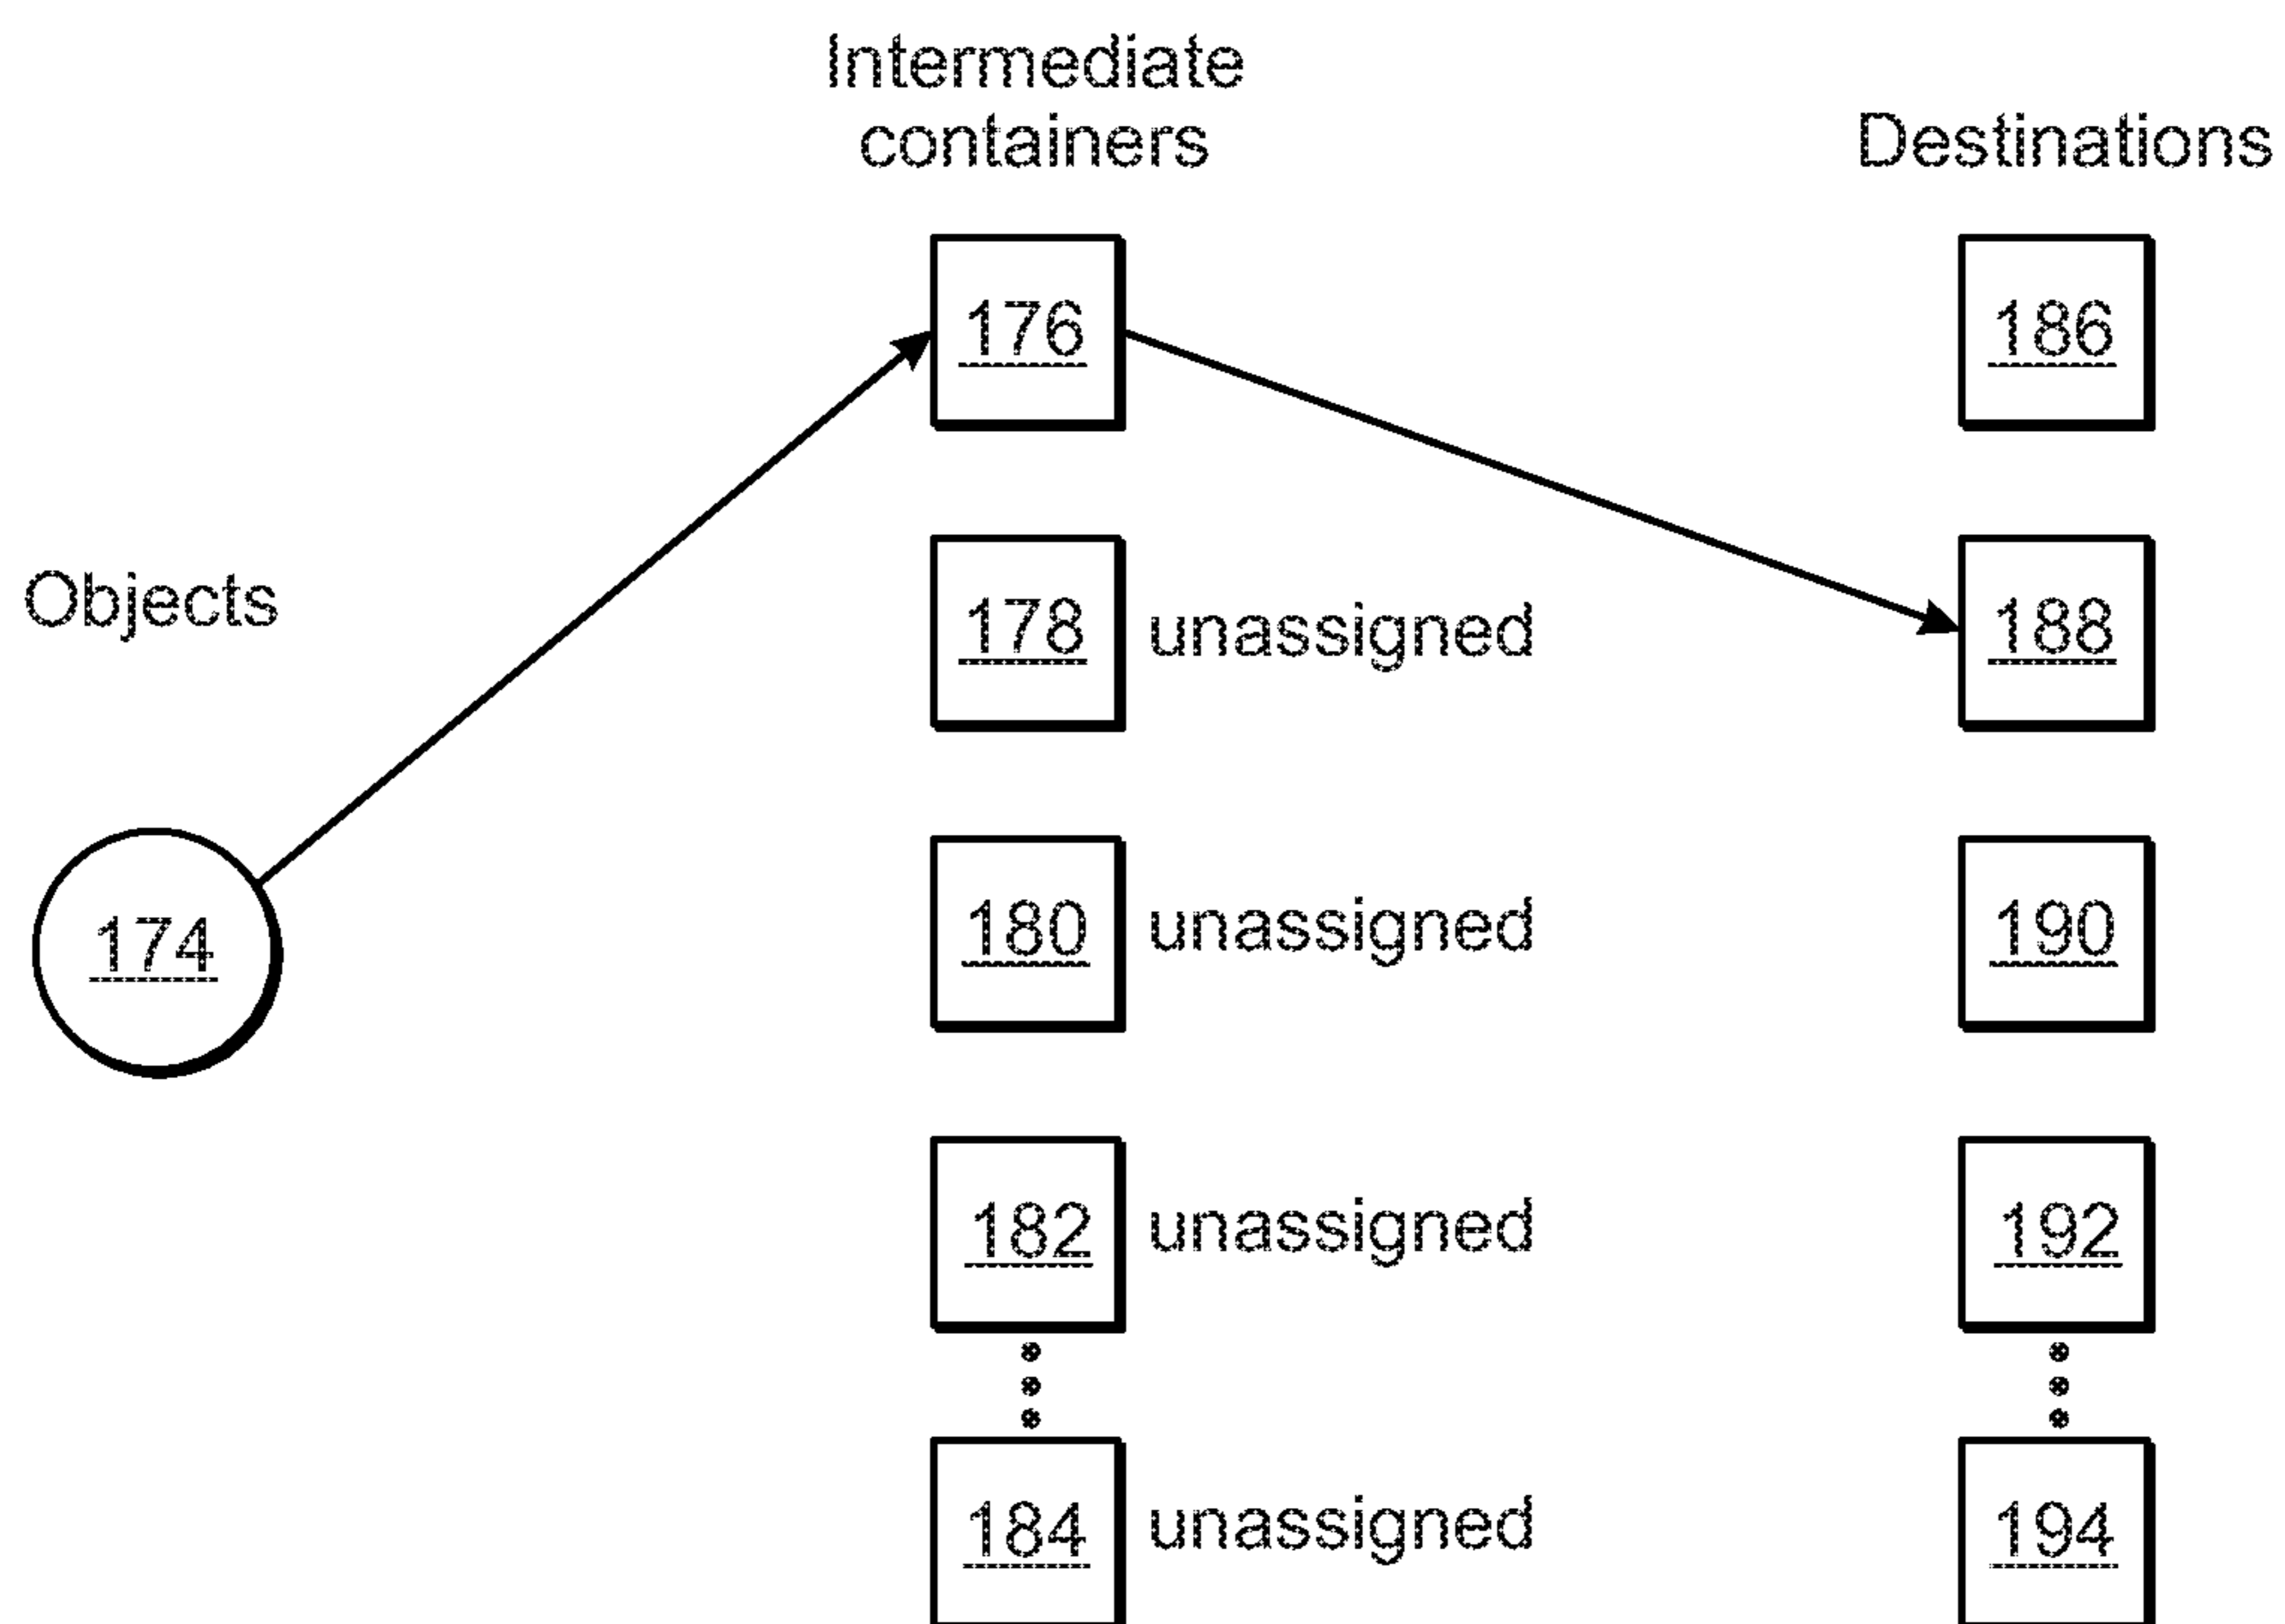 Intermediate
containers
Destinations
176
186
Objects
178 unassigned
188
174
180 unassigned
190
182 unassigned
192
184 unassigned
194